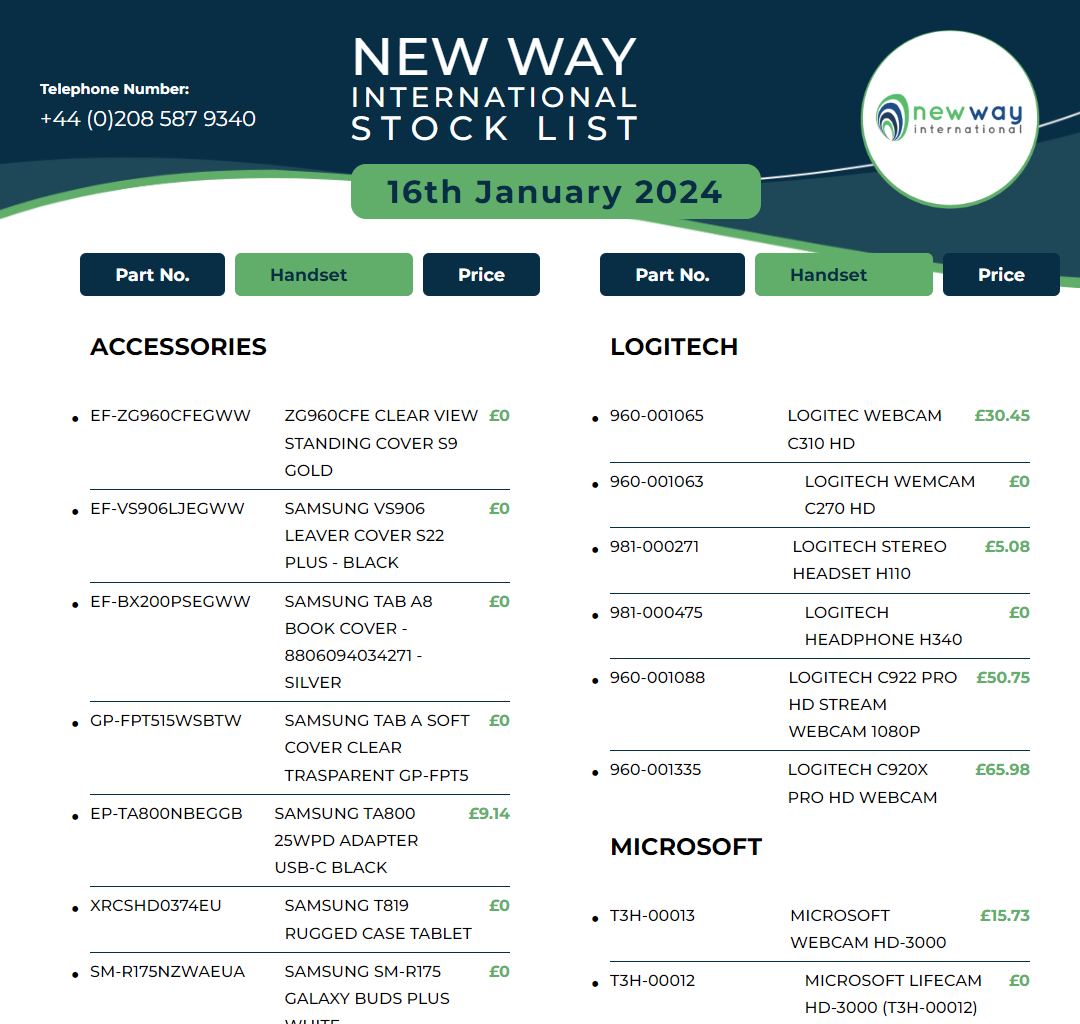 Telephone Number:
+44 (0)208 587 9340
NEW WAY
INTERNATIONAL
STOCK LIST
newway
international
16th January 2024
Part No. Handset Price
ACCESSORIES
EF-ZG960CFEGWW ZG960CFE CLEAR VIEW £0
STANDING COVER S9
GOLD
EF-VS906LJEGWW SAMSUNG VS906 £0
LEAVER COVER S22
PLUS - BLACK
EF-BX200PSEGWW SAMSUNG TAB A8 £0
BOOK COVER -
8806094034271 -
SILVER
GP-FPT515WSBTW SAMSUNG TAB A SOFT £0
COVER CLEAR
TRASPARENT GP-FPT5
EP-TA800NBEGGB SAMSUNG TA800 £9.14
25WPD ADAPTER
USB-C BLACK
XRCSHD0374EU SAMSUNG T819 £0
RUGGED CASE TABLET
SM-R175NZWAEUA SAMSUNG SM-R175 £0
GALAXY BUDS PLUS
WHITE
Part No. Handset Price
LOGITECH
960-001065 LOGITEC WEBCAM £30.45
C310 HD
960-001063 LOGITECH WEMCAM £0
C270 HD
981-000271 LOGITECH STEREO £5.08
HEADSET H110
981-000475 LOGITECH £0
HEADPHONE H340
960-001088 LOGITECH C922 PRO £50.75
HD STREAM
WEBCAM 1080P
960-001335 LOGITECH C920X £65.98
PRO HD WEBCAM
MICROSOFT
T3H-00013 MICROSOFT £15.73
WEBCAM HD-3000
T3H-00012 MICROSOFT LIFECAM £0
HD-3000 (T3H-00012)